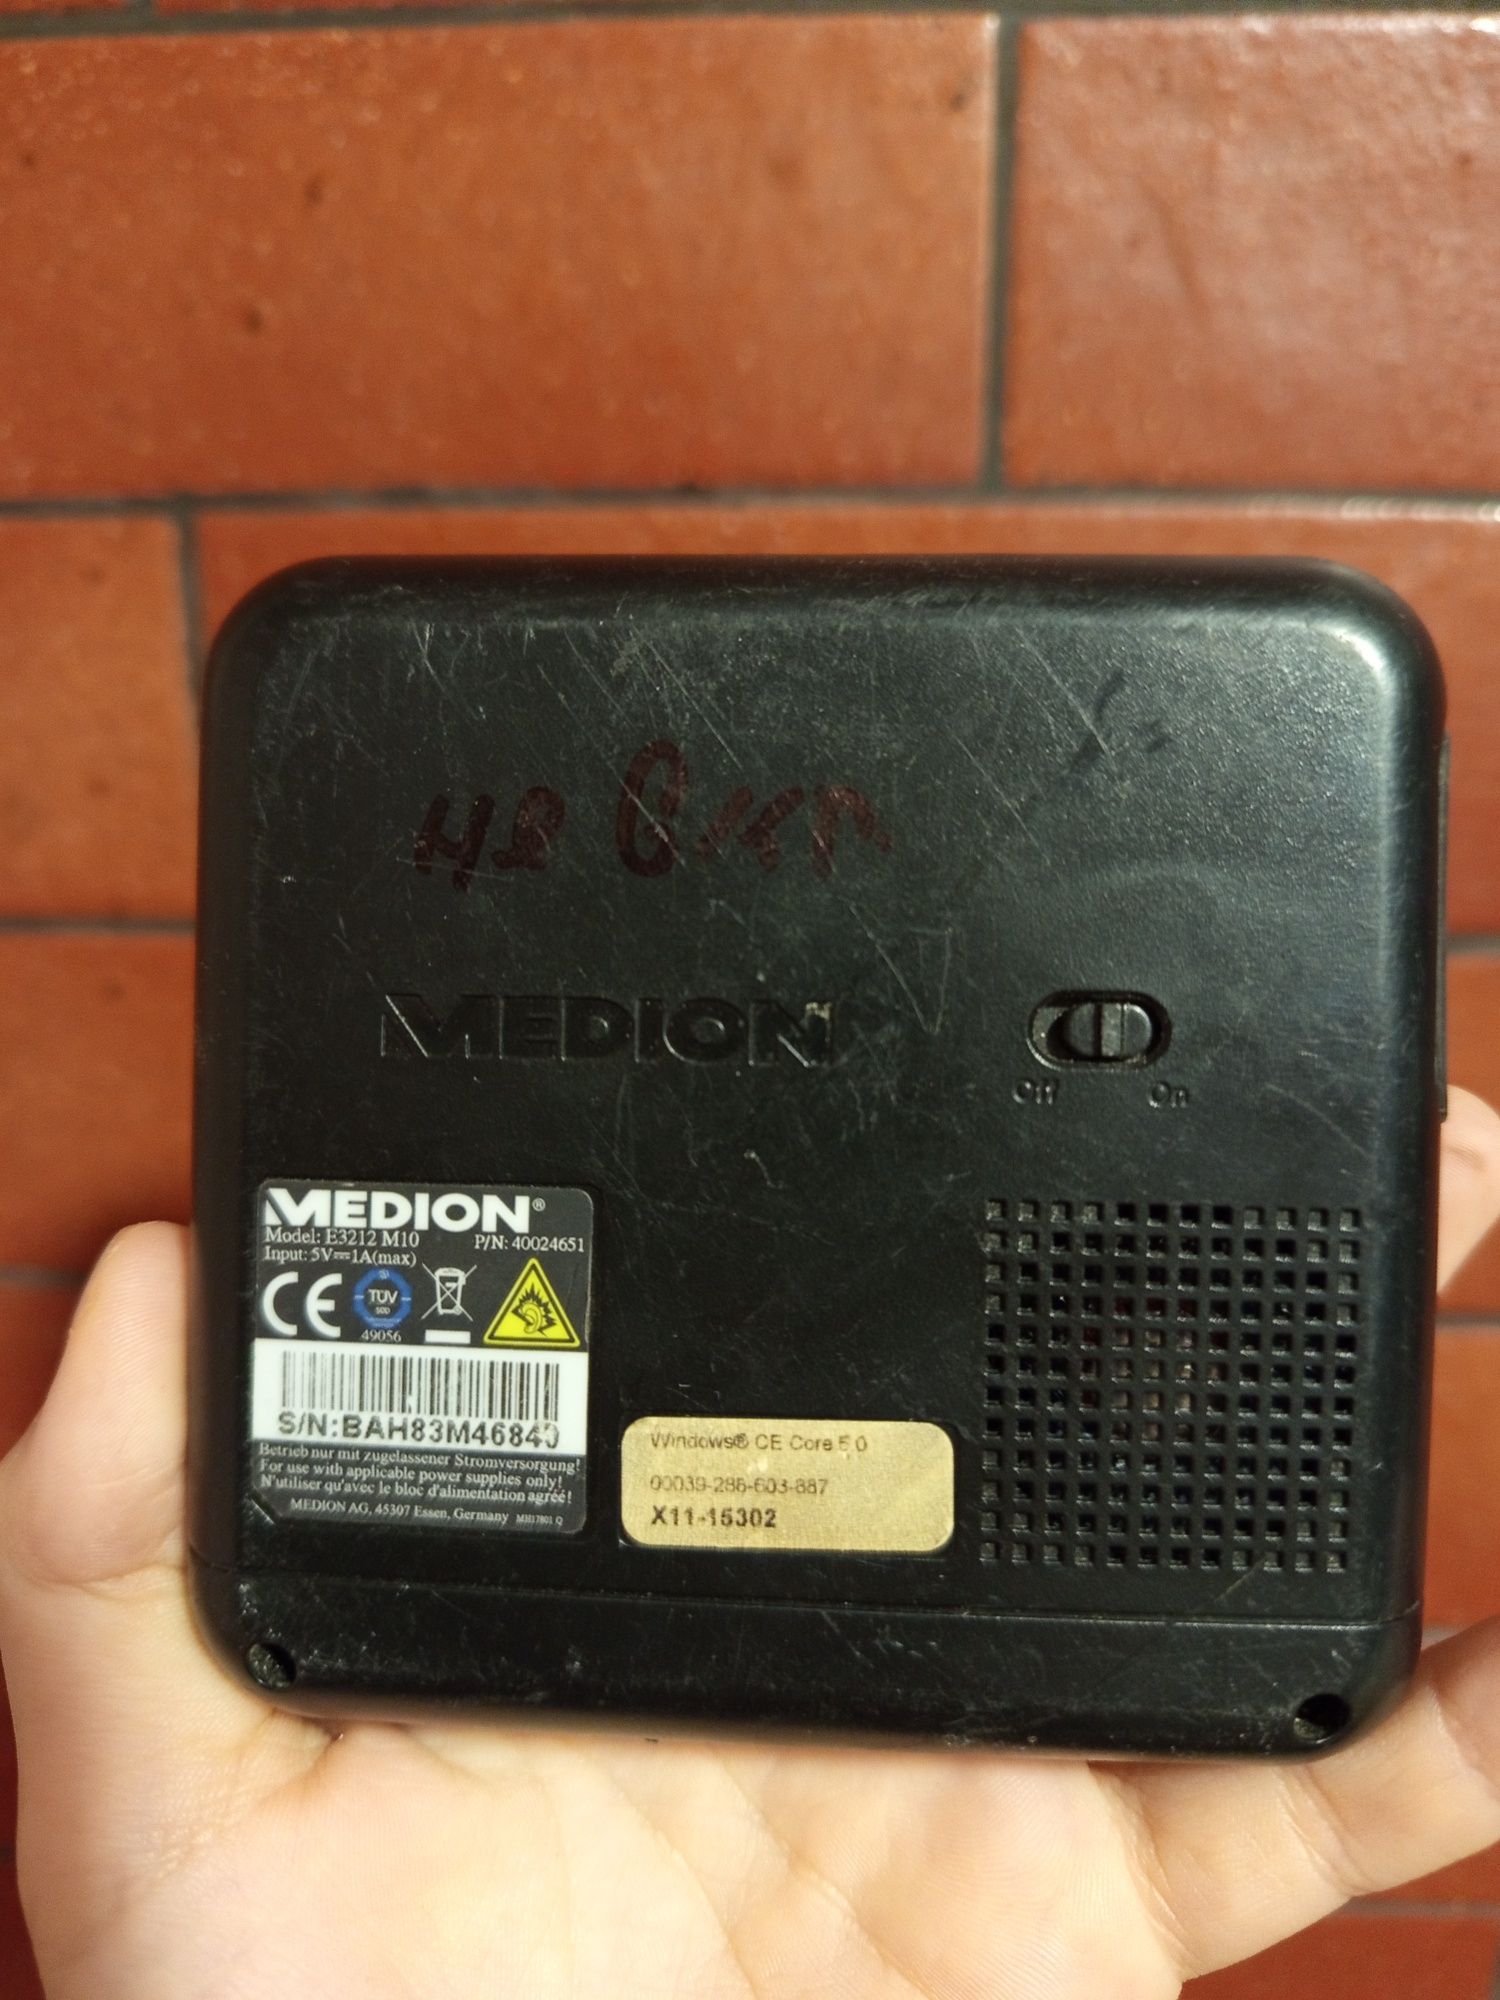 не вкл
MEDION
Off On
MEDION®
Model: E3212 M10 P/N: 40024651
Input: 5V⎓1A(max)
CE TÜV SÜD
49056
S/N:BAH83M46840
Betrieb nur mit zugelassener Stromversorgung!
For use with applicable power supplies only!
N'utiliser qu'avec le bloc d'alimentation agréé!
MEDION AG, 45307 Essen, Germany MH17801 Q
Windows® CE Core 5.0
00039-286-603-887
X11-15302